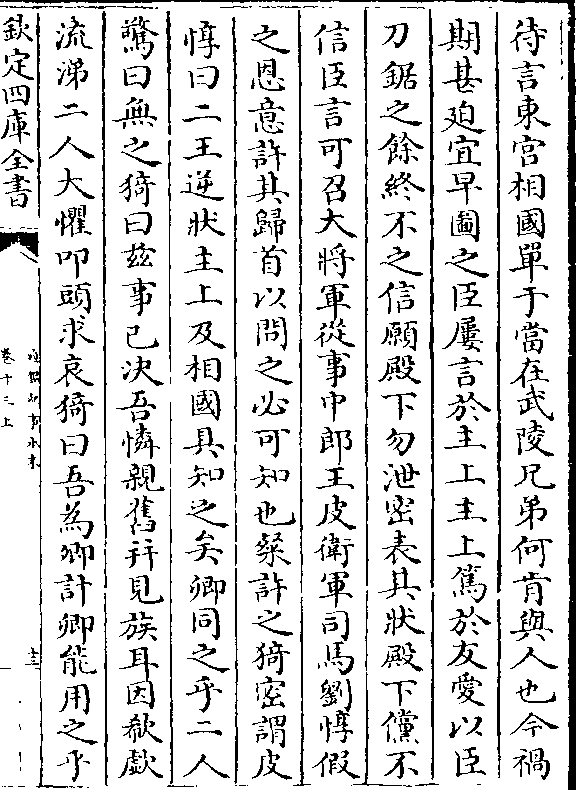 待言東宮相國單于當在武陵兄弟何肯與人也今禍
期甚廹宜早圖之臣屢言於主上主上篤於友愛以臣
刀鋸之餘終不之信願殿下勿泄密表其狀殿下儻不
信臣言可召大將軍從事中郎王皮衛軍司馬劉惇假
之恩意許其歸首以問之必可知也粲許之猗密謂皮
惇曰二王逆狀主上及相國具知之矣卿同之乎二人
驚曰無之猗曰兹事已决吾憐親舊并見族耳因欷歔
流涕二人大懼叩頭求哀猗曰吾為卿計卿能用之乎
欽定四庫全書
通鑑紀事本末
卷十三上